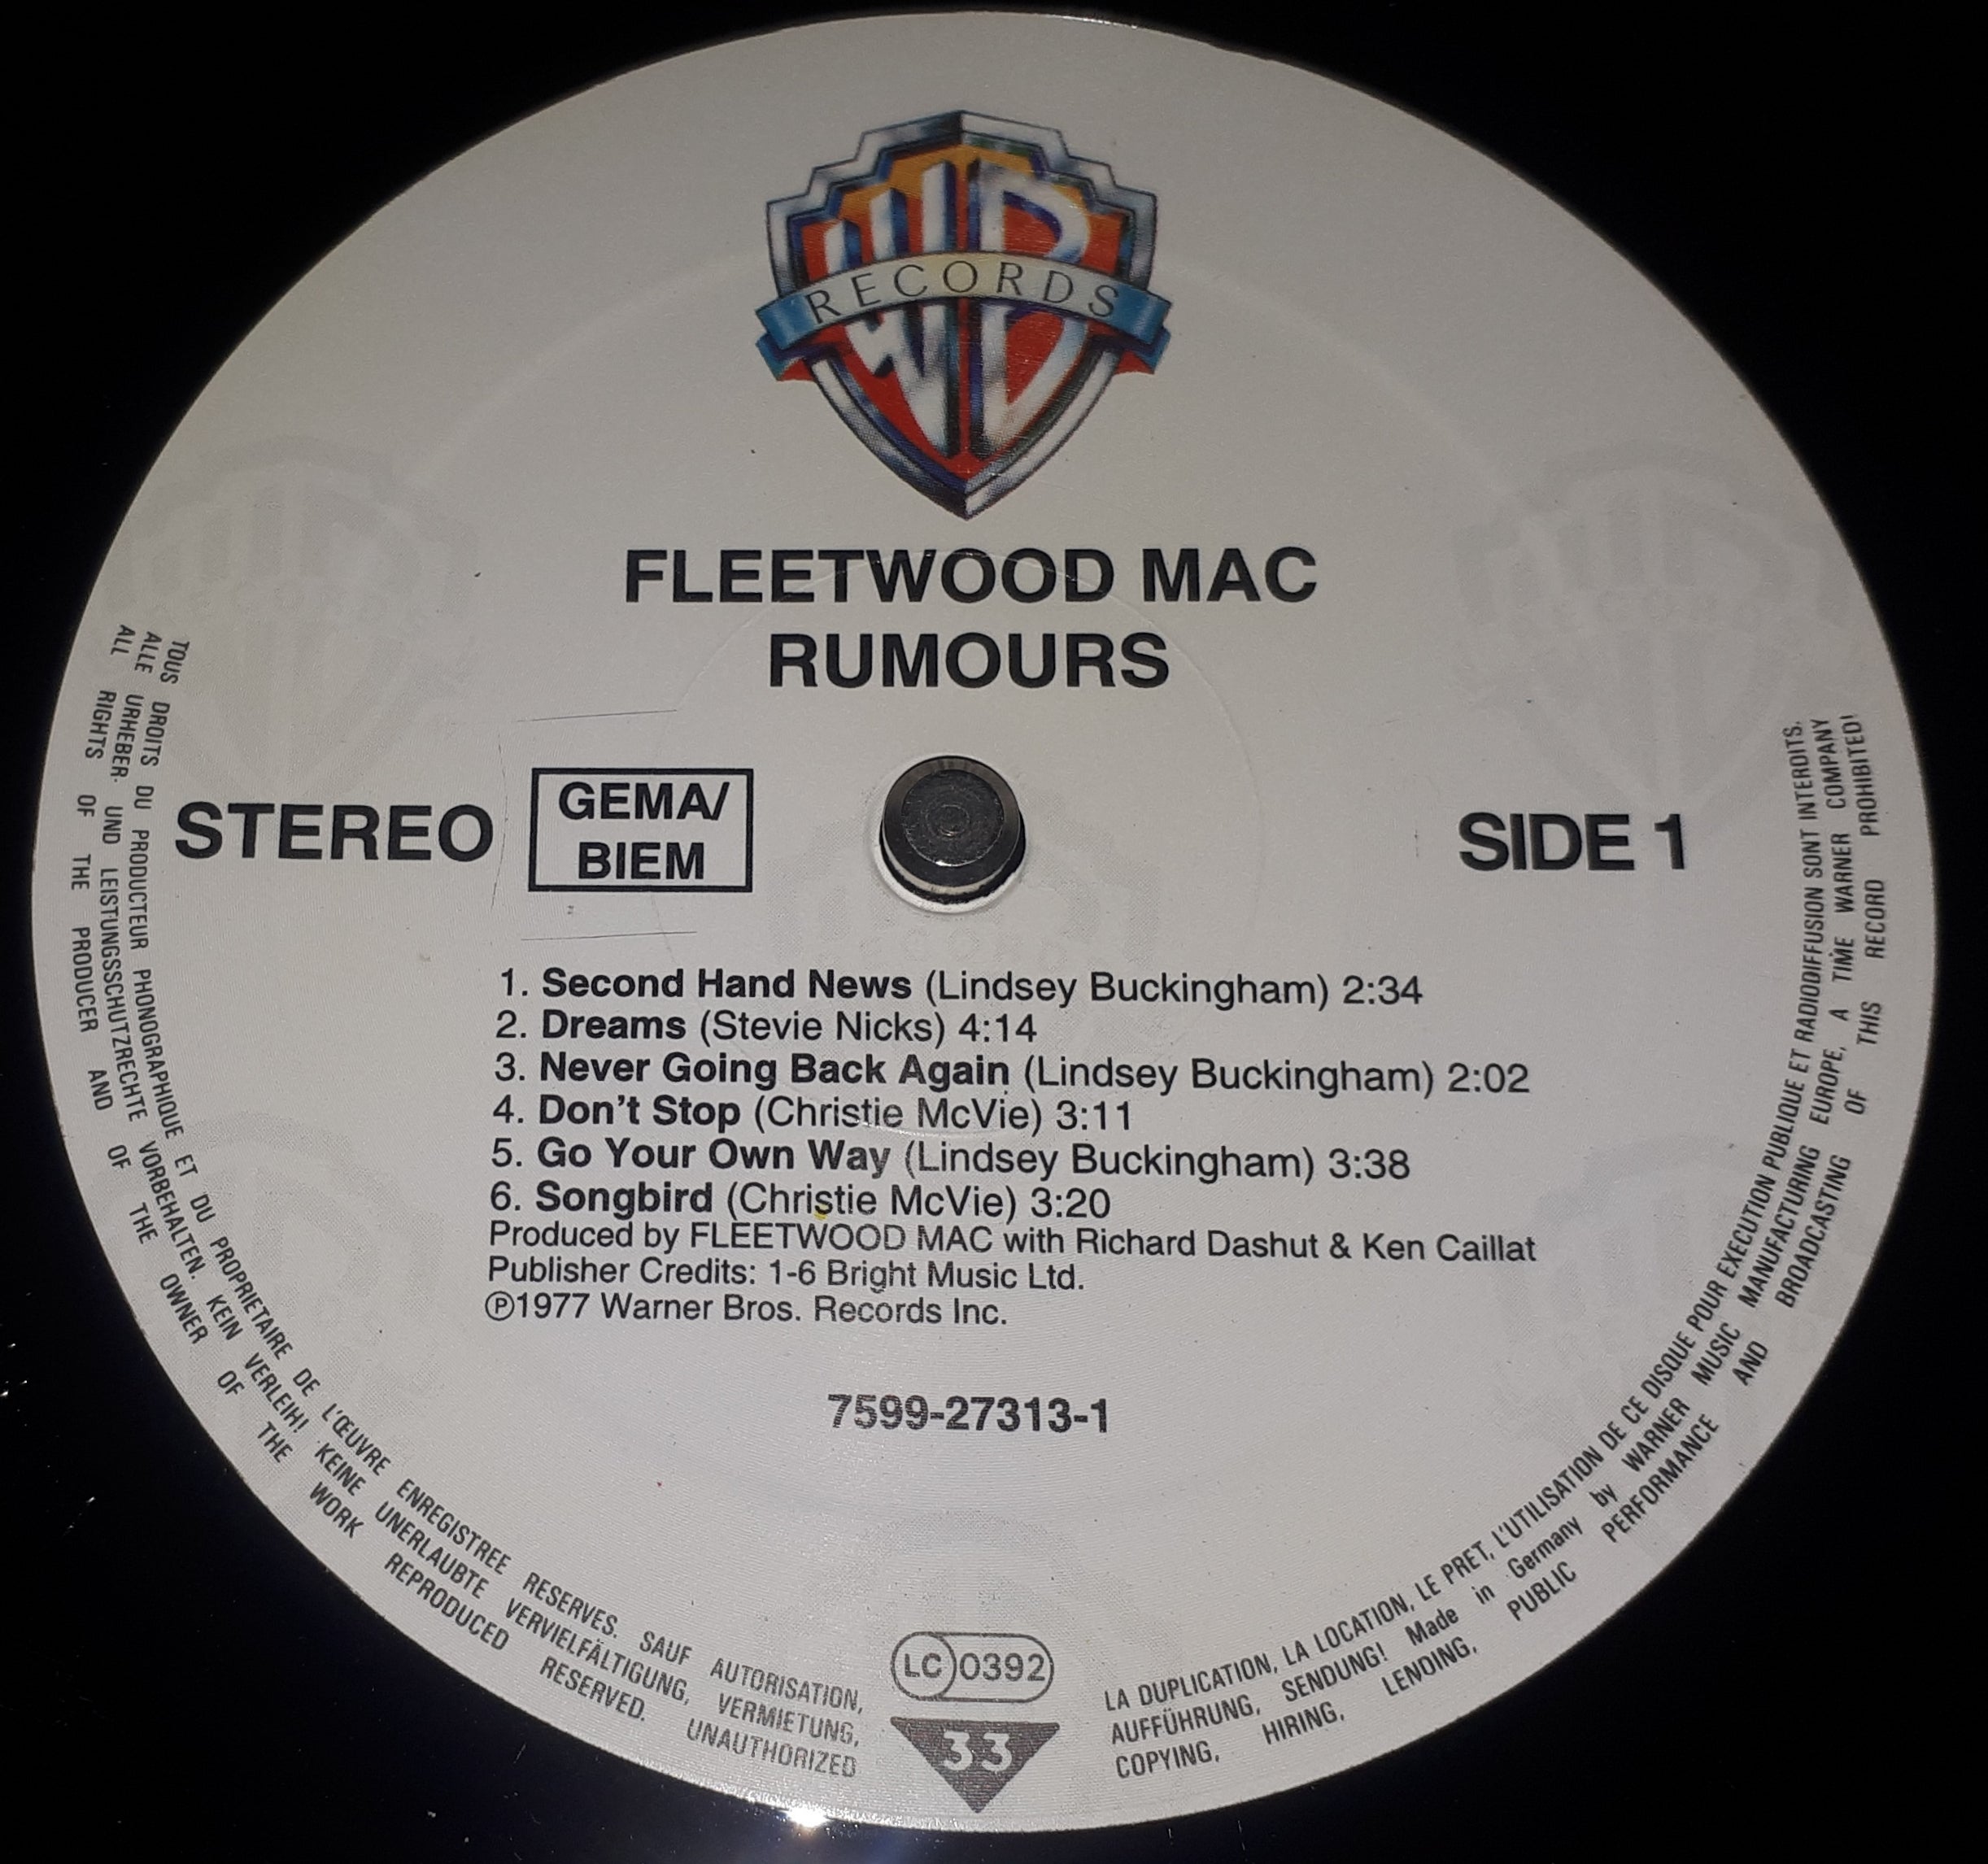 WB
RECORDS
FLEETWOOD MAC
RUMOURS
STEREO
GEMA/
BIEM
SIDE 1
1. Second Hand News (Lindsey Buckingham) 2:34
2. Dreams (Stevie Nicks) 4:14
3. Never Going Back Again (Lindsey Buckingham) 2:02
4. Don't Stop (Christie McVie) 3:11
5. Go Your Own Way (Lindsey Buckingham) 3:38
6. Songbird (Christie McVie) 3:20
Produced by FLEETWOOD MAC with Richard Dashut & Ken Caillat
Publisher Credits: 1-6 Bright Music Ltd.
Ⓟ1977 Warner Bros. Records Inc.
7599-27313-1
LC 0392
33
TOUS DROITS DU PRODUCTEUR PHONOGRAPHIQUE ET DU PROPRIETAIRE DE L'ŒUVRE ENREGISTREE RESERVES. SAUF AUTORISATION, LA DUPLICATION, LA LOCATION, LE PRET, L'UTILISATION DE CE DISQUE POUR EXECUTION PUBLIQUE ET RADIODIFFUSION SONT INTERDITS.
ALLE URHEBER- UND LEISTUNGSSCHUTZRECHTE VORBEHALTEN. KEIN VERLEIH! KEINE UNERLAUBTE VERVIELFÄLTIGUNG, VERMIETUNG, AUFFÜHRUNG, SENDUNG! Made in Germany by WARNER MUSIC MANUFACTURING EUROPE, A TIME WARNER COMPANY
ALL RIGHTS OF THE PRODUCER AND OF THE OWNER OF THE WORK REPRODUCED RESERVED. UNAUTHORIZED COPYING, HIRING, LENDING, PUBLIC PERFORMANCE AND BROADCASTING OF THIS RECORD PROHIBITED!